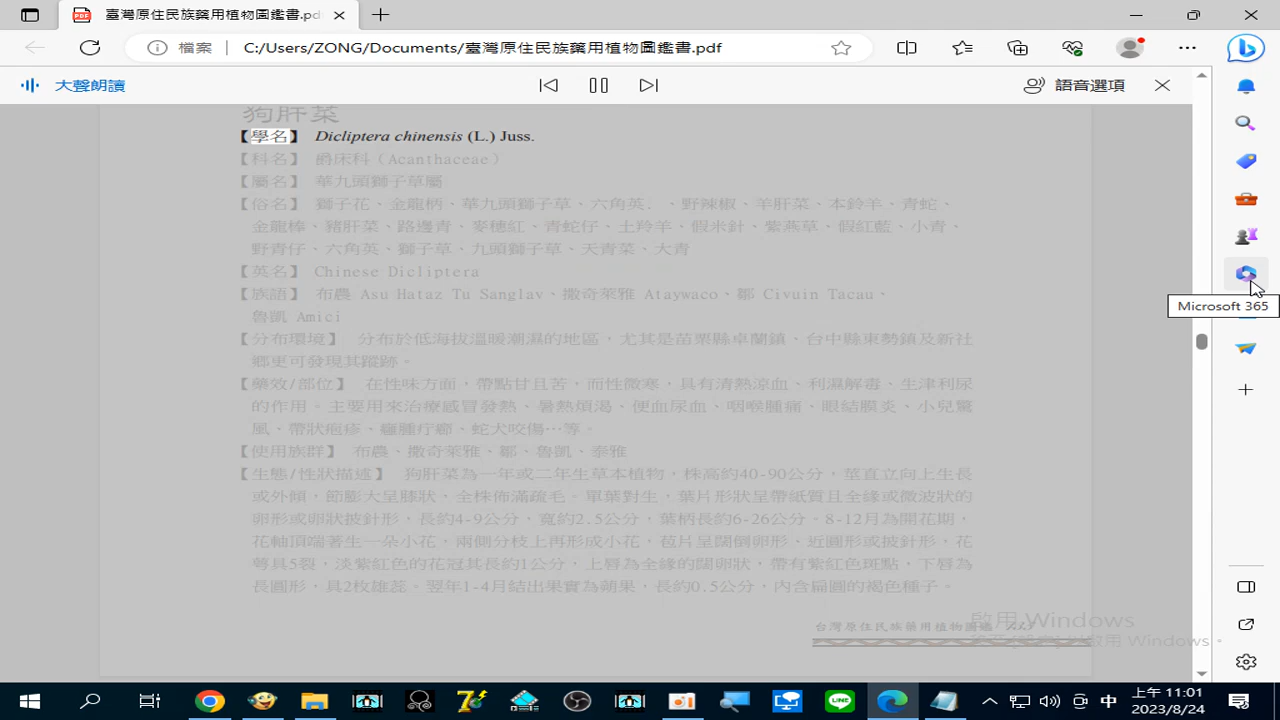 臺灣原住民族藥用植物圖鑑書.pdf
檔案
C:/Users/ZONG/Documents/臺灣原住民族藥用植物圖鑑書.pdf
大聲朗讀
語音選項
狗肝菜
【學名】 Dicliptera chinensis (L.) Juss.
【科名】 爵床科（Acanthaceae）
【屬名】 華九頭獅子草屬
【俗名】 獅子花、金龍柄、華九頭獅子草、六角英．、野辣椒、羊肝菜、本鈴羊、青蛇、
金龍棒、豬肝菜、路邊青、麥穗紅、青蛇仔、土羚羊、假米針、紫燕草、假紅藍、小青、
野青仔、六角英、獅子草、九頭獅子草、天青菜、大青
【英名】 Chinese Dicliptera
【族語】 布農 Asu Hataz Tu Sanglav、撒奇萊雅 Ataywaco、鄒 Civuin Tacau、
魯凱 Amici
【分布環境】 分布於低海拔溫暖潮濕的地區，尤其是苗栗縣卓蘭鎮、台中縣東勢鎮及新社
鄉更可發現其蹤跡。
【藥效/部位】 在性味方面，帶點甘且苦，而性微寒，具有清熱涼血、利濕解毒、生津利尿
的作用。主要用來治療感冒發熱、暑熱煩渴、便血尿血、咽喉腫痛、眼結膜炎、小兒驚
風、帶狀疱疹、癰腫疔瘡、蛇犬咬傷…等。
【使用族群】 布農、撒奇萊雅、鄒、魯凱、泰雅
【生態/性狀描述】 狗肝菜為一年或二年生草本植物，株高約40-90公分，莖直立向上生長
或外傾，節膨大呈膝狀、全株佈滿疏毛。單葉對生，葉片形狀呈帶紙質且全緣或微波狀的
卵形或卵狀披針形，長約4-9公分，寬約2.5公分，葉柄長約6-26公分。8-12月為開花期，
花軸頂端著生一朵小花，兩側分枝上再形成小花，苞片呈闊倒卵形、近圓形或披針形，花
萼具5裂，淡紫紅色的花冠其長約1公分，上唇為全緣的闊卵狀，帶有紫紅色斑點，下唇為
長圓形，具2枚雄蕊。翌年1-4月結出果實為蒴果，長約0.5公分，內含扁圓的褐色種子。
台灣原住民族藥用植物圖鑑
啟用 Windows
Microsoft 365
中
上午 11:01
2023/8/24